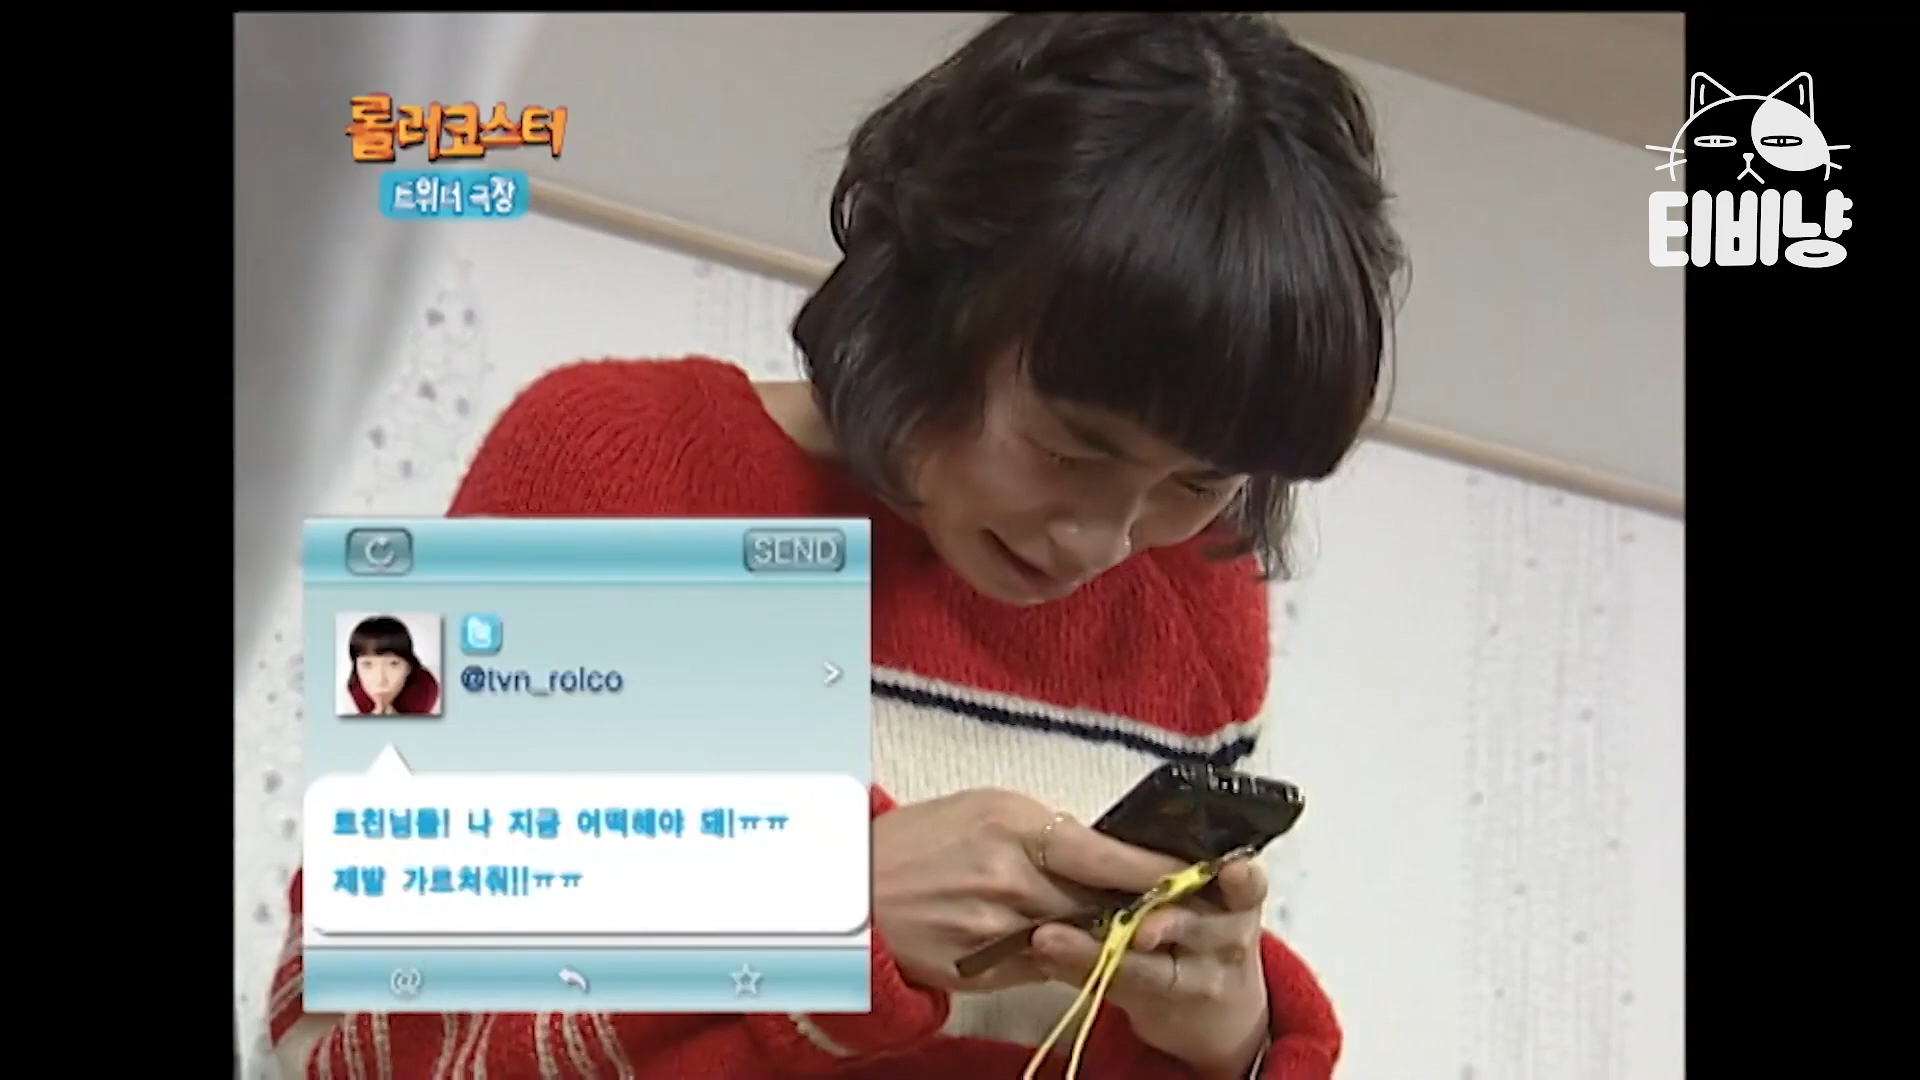 롤러코스터
트위터 극장
티비냥
SEND
@tvn_rolco
트친님들! 나 지금 어떡해야 돼!ㅠㅠ
제발 가르쳐줘!!ㅠㅠ